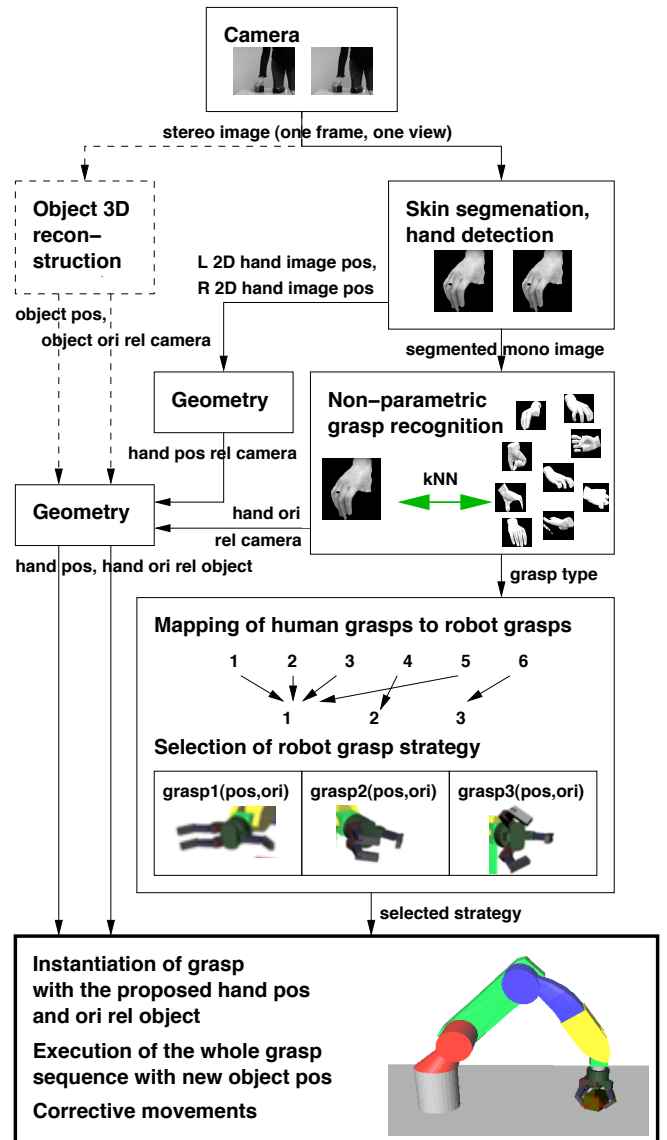 Camera
stereo image (one frame, one view)
Object 3D
recon-
struction
Skin segmenation,
hand detection
L 2D hand image pos,
R 2D hand image pos
object pos,
object ori rel camera
segmented mono image
Geometry
Non-parametric
grasp recognition
hand pos rel camera
kNN
Geometry
hand ori
rel camera
hand pos, hand ori rel object
grasp type
Mapping of human grasps to robot grasps
1 2 3 4 5 6
1 2 3
Selection of robot grasp strategy
grasp1(pos,ori) grasp2(pos,ori) grasp3(pos,ori)
selected strategy
Instantiation of grasp
with the proposed hand pos
and ori rel object
Execution of the whole grasp
sequence with new object pos
Corrective movements